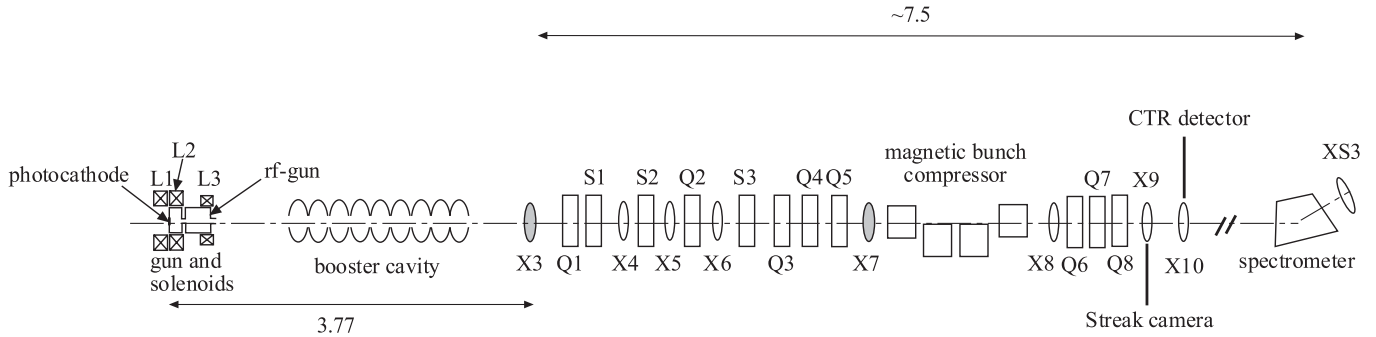 ~7.5
CTR detector
L2
magnetic bunch
compressor
XS3
photocathode
L1
L3
rf-gun
S1
S2
Q2
S3
Q4
Q5
Q7
X9
gun and
solenoids
booster cavity
X3
Q1
X4
X5
X6
Q3
X7
X8
Q6
Q8
X10
spectrometer
3.77
Streak camera